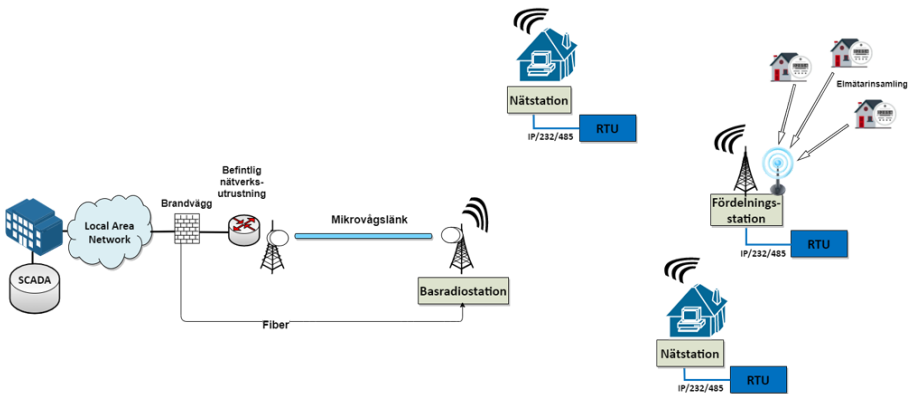 Nätstation
RTU
IP/232/485
Elmätarinsamling
Fördelnings-
station
RTU
IP/232/485
Befintlig
nätverks-
utrustning
Brandvägg
Local Area
Network
Mikrovågslänk
SCADA
Basradiostation
Fiber
Nätstation
RTU
IP/232/485